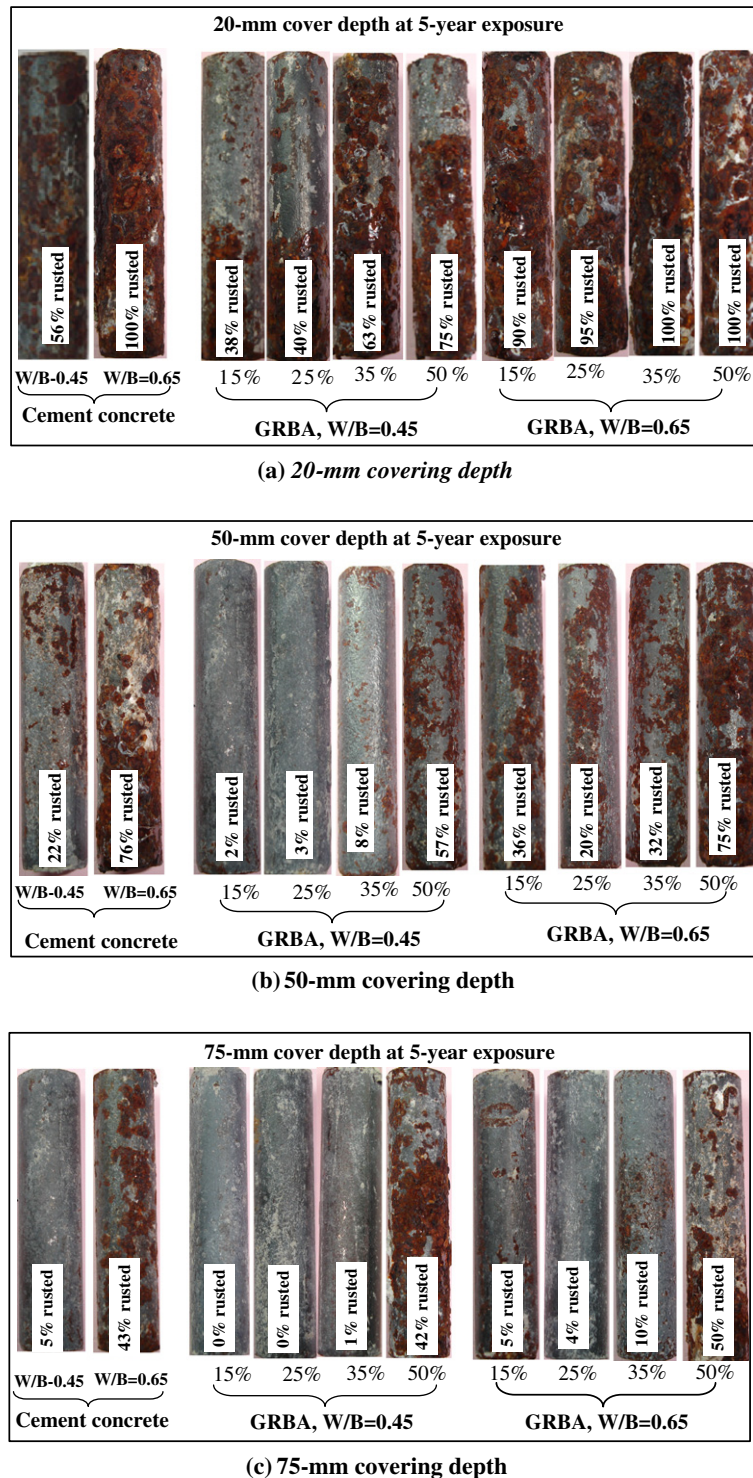 20-mm cover depth at 5-year exposure
56% rusted
100% rusted
38% rusted
40% rusted
63% rusted
75% rusted
90% rusted
95% rusted
100% rusted
100% rusted
W/B-0.45 W/B=0.65
15% 25% 35% 50% 15% 25% 35% 50%
Cement concrete
GRBA, W/B=0.45 GRBA, W/B=0.65
(a) 20-mm covering depth
50-mm cover depth at 5-year exposure
22% rusted
76% rusted
2% rusted
3% rusted
8% rusted
57% rusted
36% rusted
20% rusted
32% rusted
75% rusted
W/B-0.45 W/B=0.65
15% 25% 35% 50% 15% 25% 35% 50%
Cement concrete
GRBA, W/B=0.45 GRBA, W/B=0.65
(b) 50-mm covering depth
75-mm cover depth at 5-year exposure
5% rusted
43% rusted
0% rusted
0% rusted
1% rusted
42% rusted
5% rusted
4% rusted
10% rusted
50% rusted
W/B-0.45 W/B=0.65
15% 25% 35% 50% 15% 25% 35% 50%
Cement concrete
GRBA, W/B=0.45 GRBA, W/B=0.65
(c) 75-mm covering depth